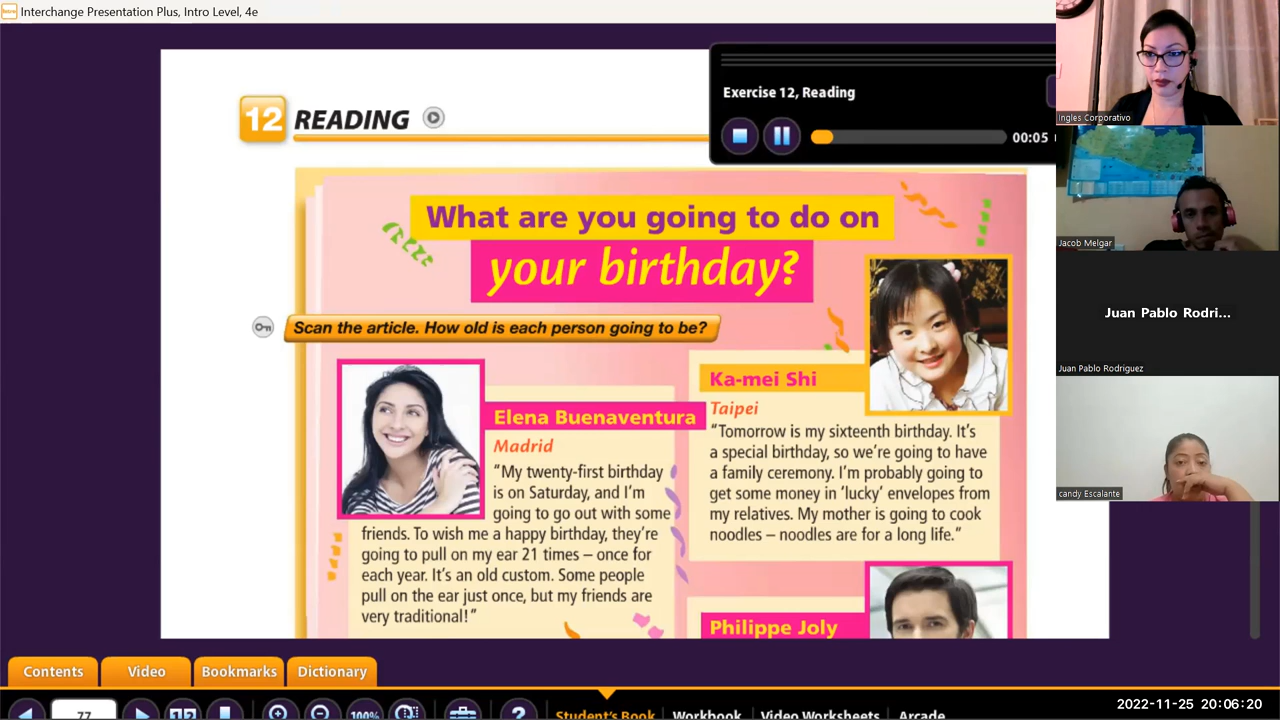 Interchange Presentation Plus, Intro Level, 4e
Exercise 12, Reading
00:05
12 READING
What are you going to do on
your birthday?
Scan the article. How old is each person going to be?
Elena Buenaventura
Madrid
“My twenty-first birthday
is on Saturday, and I’m
going to go out with some
friends. To wish me a happy birthday, they’re
going to pull on my ear 21 times – once for
each year. It’s an old custom. Some people
pull on the ear just once, but my friends are
very traditional!”
Ka-mei Shi
Taipei
“Tomorrow is my sixteenth birthday. It’s
a special birthday, so we’re going to have
a family ceremony. I’m probably going to
get some money in ‘lucky’ envelopes from
my relatives. My mother is going to cook
noodles – noodles are for a long life.”
Philippe Joly
Ingles Corporativo
Jacob Melgar
Juan Pablo Rodri...
Juan Pablo Rodriguez
candy Escalante
Contents
Video
Bookmarks
Dictionary
77
100%
?
Student's Book
Workbook
Video Worksheets
Arcade
2022-11-25 20:06:20